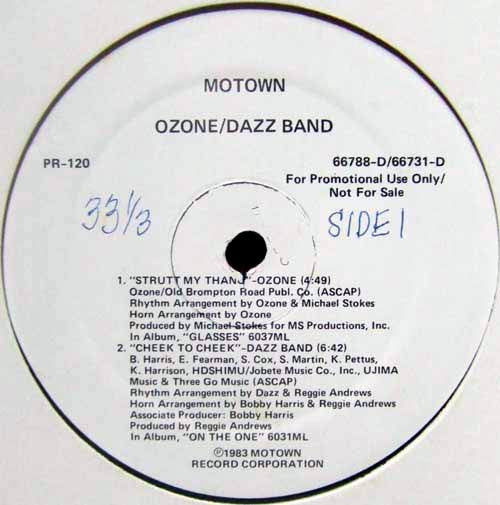 MOTOWN
OZONE/DAZZ BAND
PR-120
66788-D/66731-D
For Promotional Use Only/
Not For Sale
33 1/3
SIDE 1
1. "STRUTT MY THANG"-OZONE (4:49)
Ozone/Old Brompton Road Publ. Co. (ASCAP)
Rhythm Arrangement by Ozone & Michael Stokes
Horn Arrangement by Ozone
Produced by Michael Stokes for MS Productions, Inc.
In Album, "GLASSES" 6037ML
2. "CHEEK TO CHEEK"-DAZZ BAND (6:42)
B. Harris, E. Fearman, S. Cox, S. Martin, K. Pettus,
K. Harrison, HDSHIMU/Jobete Music Co., Inc., UJIMA
Music & Three Go Music (ASCAP)
Rhythm Arrangement by Dazz & Reggie Andrews
Horn Arrangement by Bobby Harris & Reggie Andrews
Associate Producer: Bobby Harris
Produced by Reggie Andrews
In Album, "ON THE ONE" 6031ML
℗1983 MOTOWN
RECORD CORPORATION